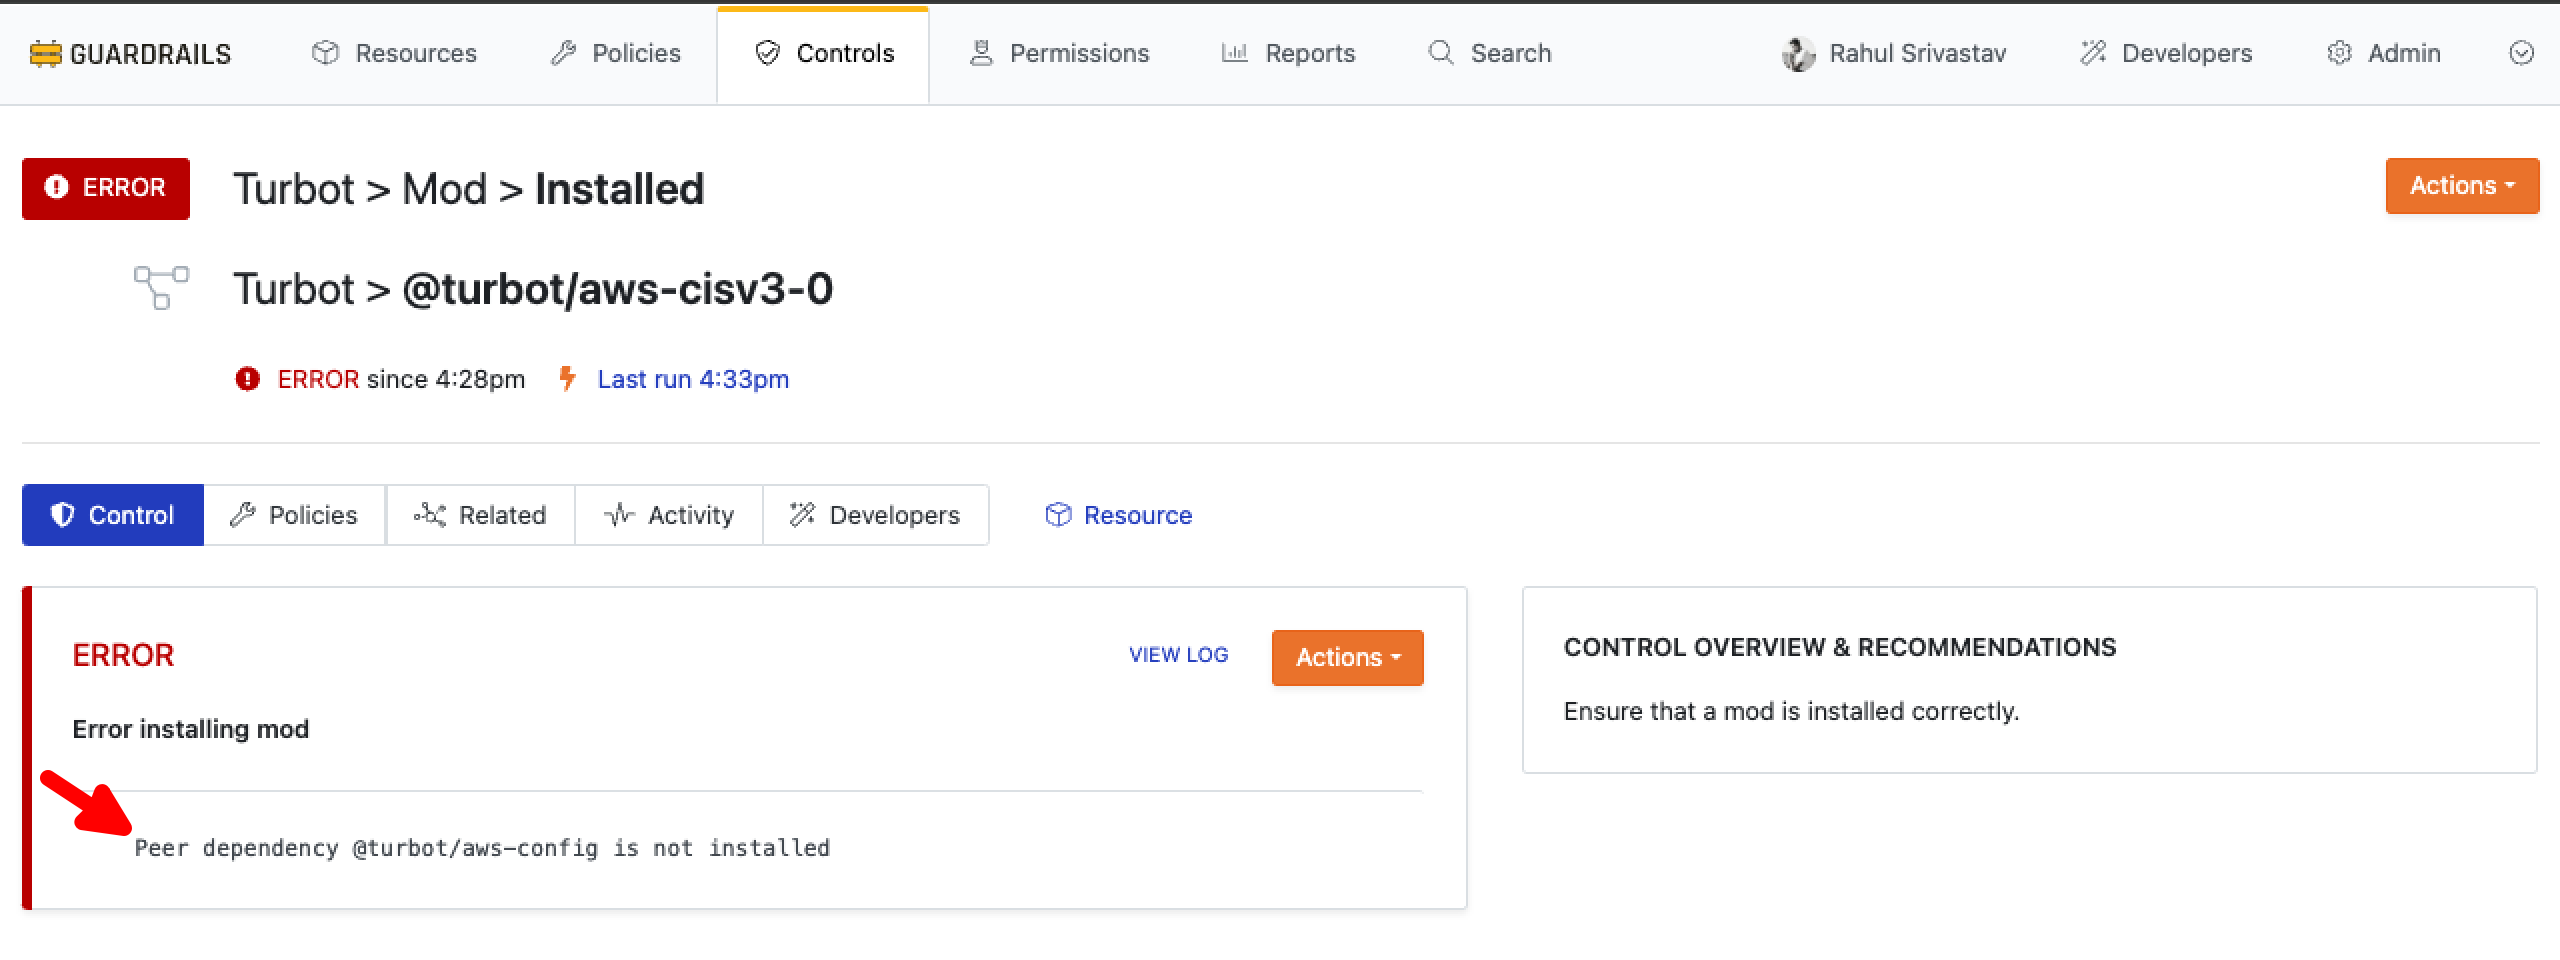 GUARDRAILS Resources Policies Controls Permissions Reports Search Rahul Srivastav Developers Admin
ERROR Turbot > Mod > Installed Actions
Turbot > @turbot/aws-cisv3-0
ERROR since 4:28pm Last run 4:33pm
Control Policies Related Activity Developers Resource
ERROR VIEW LOG Actions
Error installing mod
Peer dependency @turbot/aws-config is not installed
CONTROL OVERVIEW & RECOMMENDATIONS
Ensure that a mod is installed correctly.